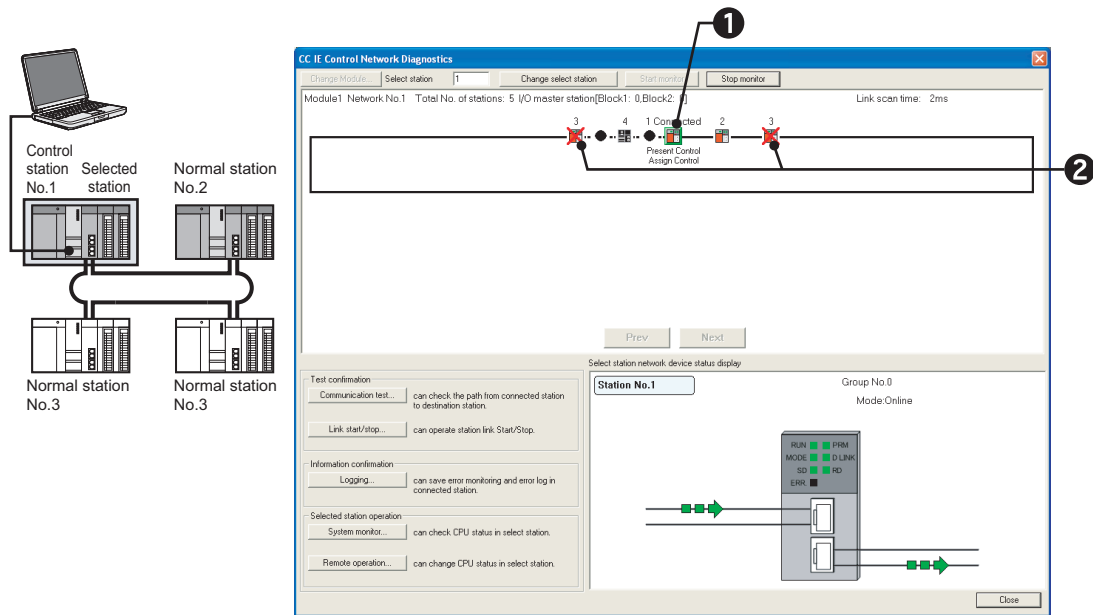 1
CC IE Control Network Diagnostics
Change Module... Select station 1 Change select station Start monitor Stop monitor
Module1 Network No.1 Total No. of stations: 5 I/O master station[Block1: 0,Block2: 0] Link scan time: 2ms
3 4 1 Connected 2 3
Present Control
Assign Control
2
Control
station Selected
No.1 station
Normal station
No.2
Normal station
No.3
Normal station
No.3
Prev Next
Select station network device status display
Test confirmation
Communication test... can check the path from connected station
to destination station.
Link start/stop... can operate station link Start/Stop.
Information confirmation
Logging... can save error monitoring and error log in
connected station.
Selected station operation
System monitor... can check CPU status in select station.
Remote operation... can change CPU status in select station.
Station No.1 Group No.0
Mode:Online
RUN PRM
MODE D LINK
SD RD
ERR.
Close